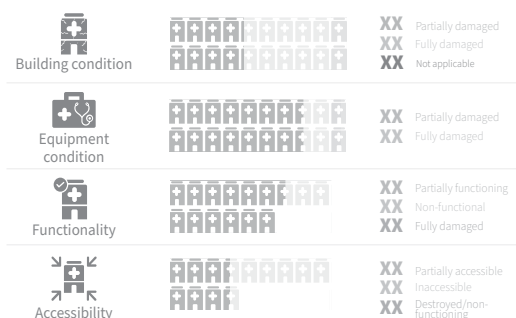 XX Partially damaged
XX Fully damaged
XX Not applicable
Building condition
XX Partially damaged
XX Fully damaged
Equipment
condition
XX Partially functioning
XX Non-functional
XX Fully damaged
Functionality
XX Partially accessible
XX Inaccessible
XX Destroyed/non-
functioning
Accessibility